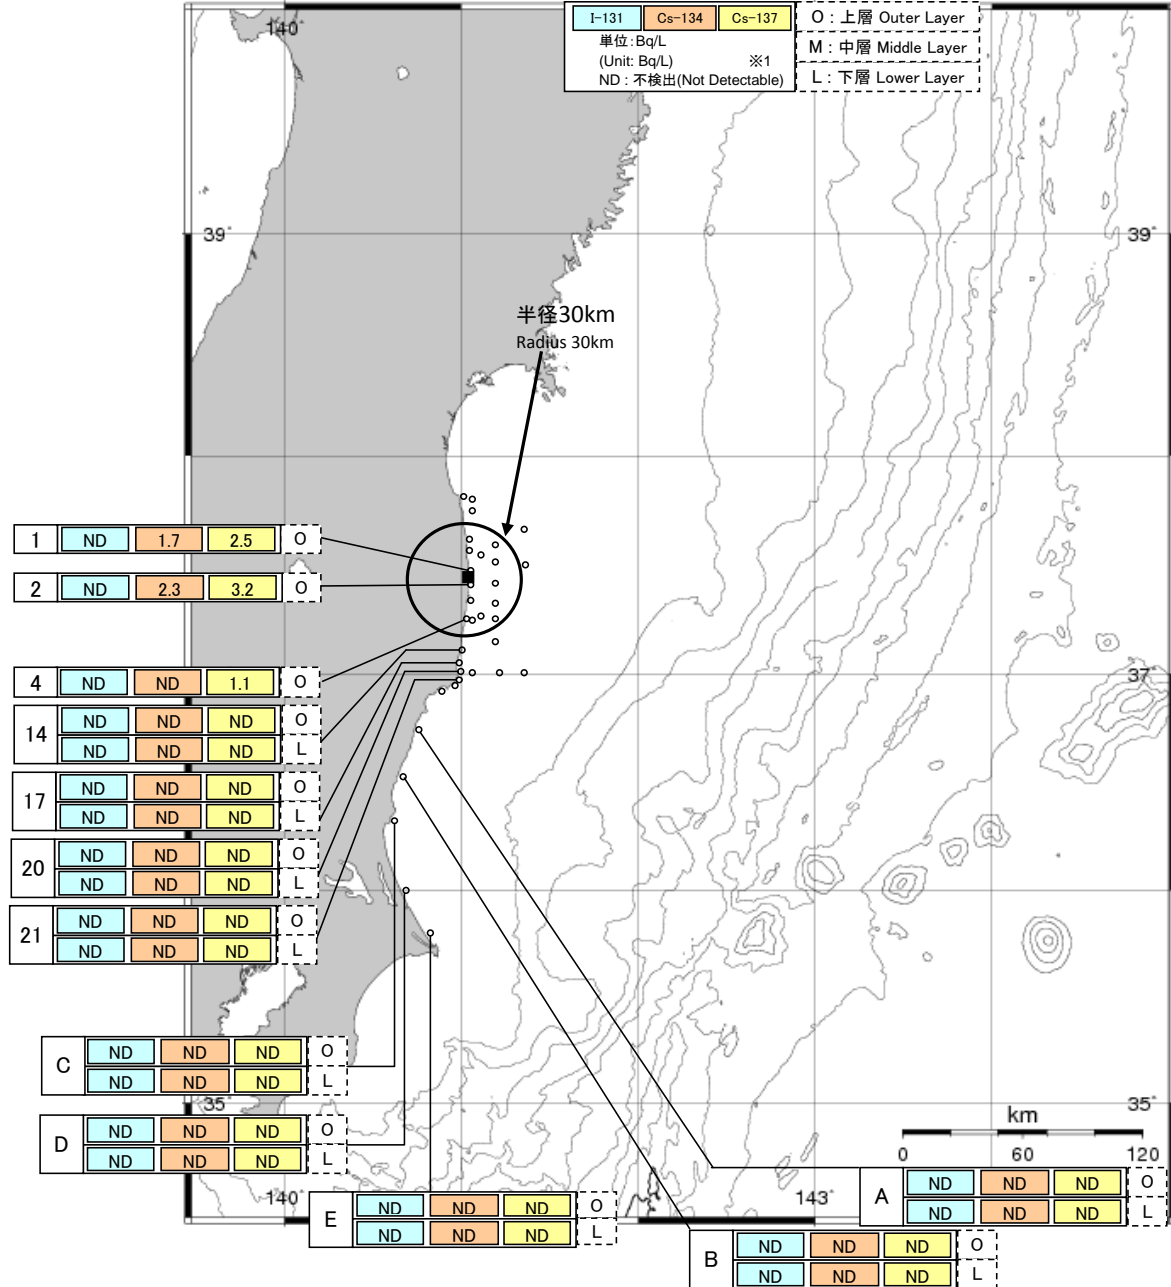 140°
I-131 Cs-134 Cs-137
単位:Bq/L
(Unit: Bq/L) ※1
ND : 不検出(Not Detectable)
O : 上層 Outer Layer
M : 中層 Middle Layer
L : 下層 Lower Layer
39° 39°
半径30km
Radius 30km
1 ND 1.7 2.5 O
2 ND 2.3 3.2 O
4 ND ND 1.1 O
37°
14 ND ND ND O
ND ND ND L
17 ND ND ND O
ND ND ND L
20 ND ND ND O
ND ND ND L
21 ND ND ND O
ND ND ND L
C ND ND ND O
ND ND ND L
35° 35°
D ND ND ND O
ND ND ND L
km
0 60 120
140° 143°
A ND ND ND O
ND ND ND L
E ND ND ND O
ND ND ND L
B ND ND ND O
ND ND ND L